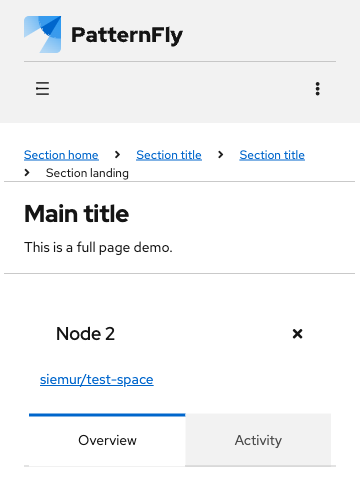 PatternFly
Section home Section title Section title
Section landing
Main title
This is a full page demo.
Node 2
siemur/test-space
Overview Activity